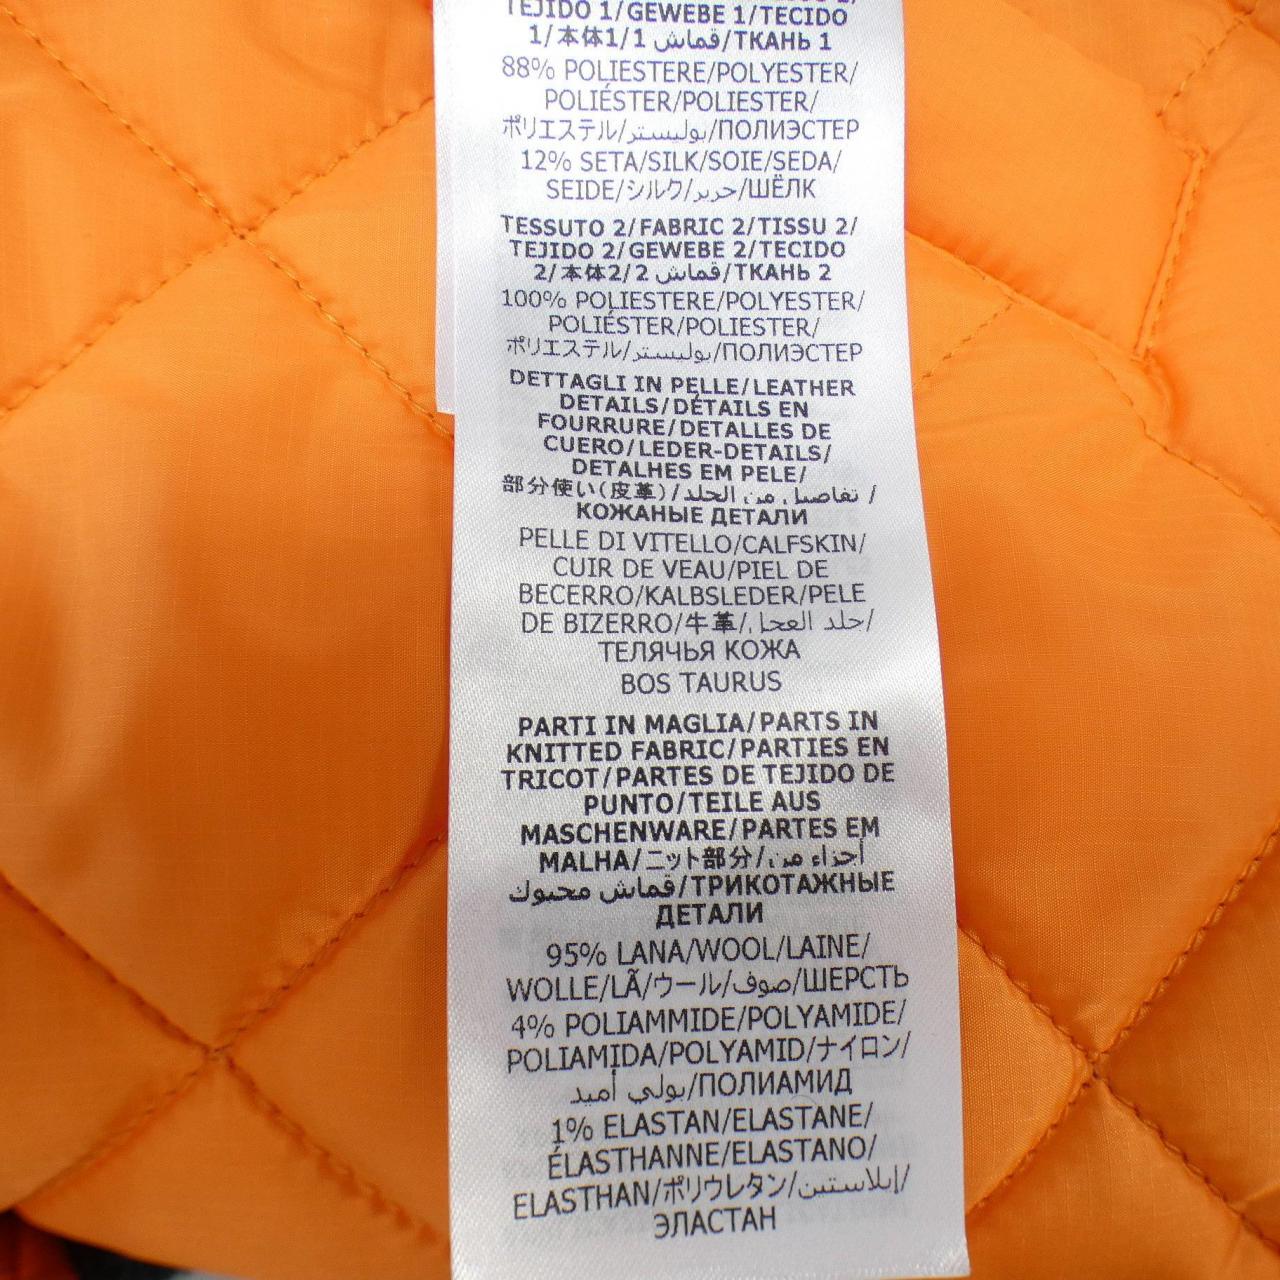 TEJIDO 1/GEWEBE 1/TECIDO
1/本体1/قماش 1/ТКАНЬ 1
88% POLIESTERE/POLYESTER/
POLIÉSTER/POLIESTER/
ポリエステル/بوليستر/ПОЛИЭСТЕР
12% SETA/SILK/SOIE/SEDA/
SEIDE/シルク/حرير/ШЁЛК
TESSUTO 2/FABRIC 2/TISSU 2/
TEJIDO 2/GEWEBE 2/TECIDO
2/本体2/قماش 2/ТКАНЬ 2
100% POLIESTERE/POLYESTER/
POLIÉSTER/POLIESTER/
ポリエステル/بوليستر/ПОЛИЭСТЕР
DETTAGLI IN PELLE/LEATHER
DETAILS/DÉTAILS EN
FOURRURE/DETALLES DE
CUERO/LEDER-DETAILS/
DETALHES EM PELE/
部分使い(皮革)/تفاصيل من الجلد/
КОЖАНЫЕ ДЕТАЛИ
PELLE DI VITELLO/CALFSKIN/
CUIR DE VEAU/PIEL DE
BECERRO/KALBSLEDER/PELE
DE BIZERRO/牛革/جلد العجل/
ТЕЛЯЧЬЯ КОЖА
BOS TAURUS
PARTI IN MAGLIA/PARTS IN
KNITTED FABRIC/PARTIES EN
TRICOT/PARTES DE TEJIDO DE
PUNTO/TEILE AUS
MASCHENWARE/PARTES EM
MALHA/ニット部分/أجزاء من
قماش محبوك/ТРИКОТАЖНЫЕ
ДЕТАЛИ
95% LANA/WOOL/LAINE/
WOLLE/LÃ/ウール/صوف/ШЕРСТЬ
4% POLIAMMIDE/POLYAMIDE/
POLIAMIDA/POLYAMID/ナイロン/
بولي أميد/ПОЛИАМИД
1% ELASTAN/ELASTANE/
ÉLASTHANNE/ELASTANO/
ELASTHAN/ポリウレタン/إيلاستين/
ЭЛАСТАН